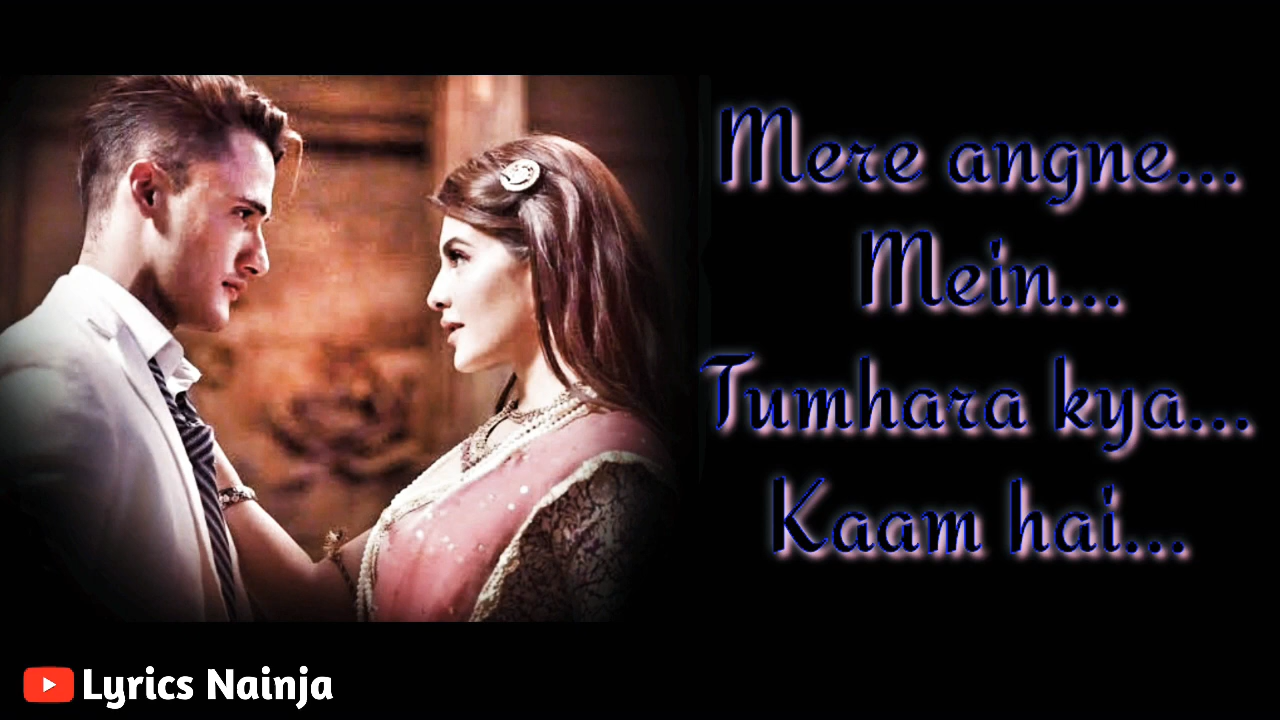 Mere angne...
Mein...
Tumhara kya...
Kaam hai...
Lyrics Nainja